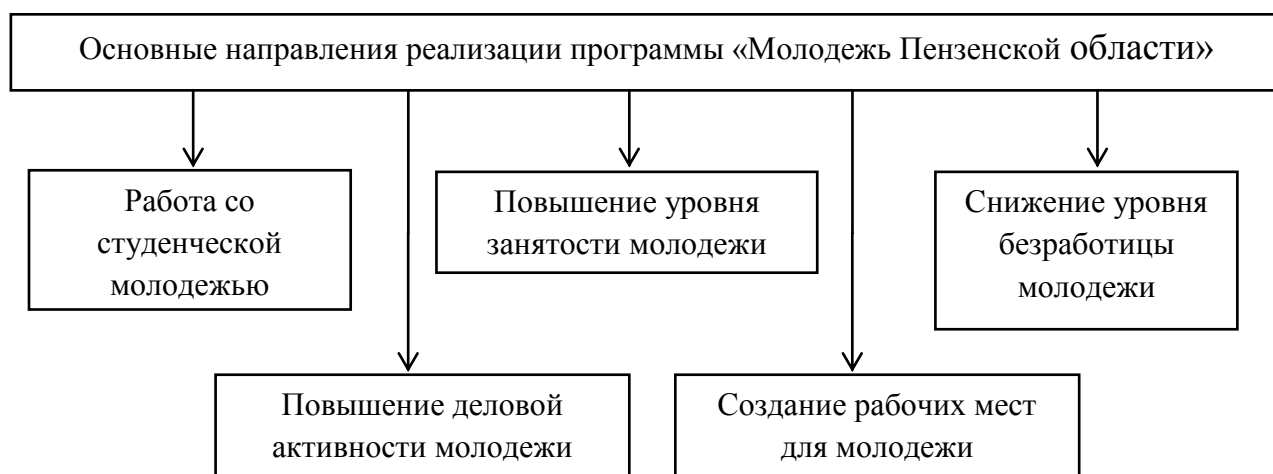 Основные направления реализации программы «Молодежь Пензенской области»
Работа со
студенческой
молодежью
Повышение уровня
занятости молодежи
Снижение уровня
безработицы
молодежи
Повышение деловой
активности молодежи
Создание рабочих мест
для молодежи